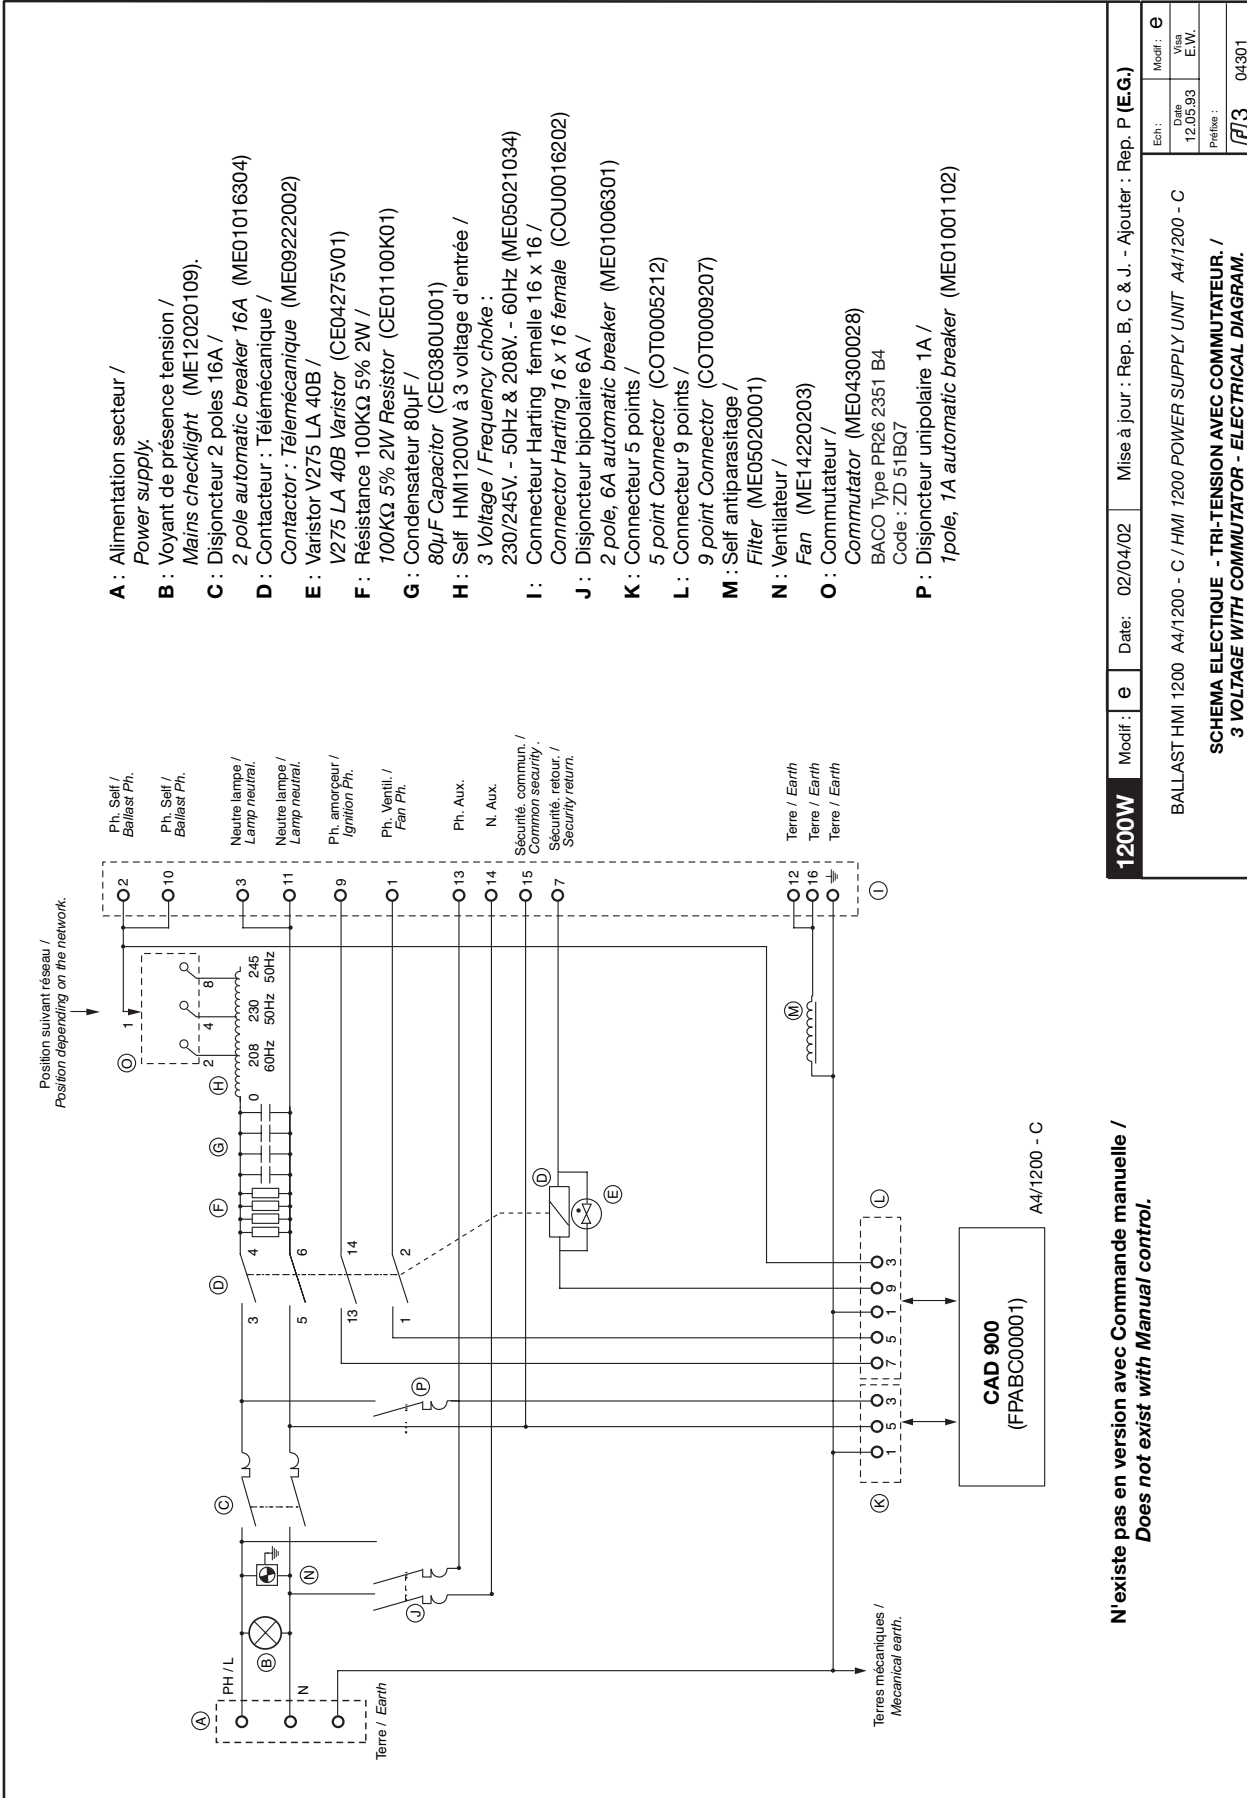 Position suivant réseau /
Position depending on the network.
Ph. Self /
Ballast Ph.
Ph. Self /
Ballast Ph.
Neutre lampe /
Lamp neutral.
Neutre lampe /
Lamp neutral.
Ph. amorçeur /
Ignition Ph.
Ph. Ventil. /
Fan Ph.
Ph. Aux.
N. Aux.
Sécurité. commun. /
Common security .
Sécurité. retour. /
Security return.
Terre / Earth
Terre / Earth
Terre / Earth
2
10
3
11
9
1
13
14
15
7
12
16
I
O
1
2
4
8
H
0
208
60Hz
230
50Hz
245
50Hz
G
F
D
3
4
5
6
13
14
1
2
D
E
M
P
C
N
B
J
A
PH / L
N
Terre / Earth
Terres mécaniques /
Mecanical earth.
L
3
9
1
5
7
K
3
5
1
CAD 900
(FPABC00001)
A4/1200 - C
N'existe pas en version avec Commande manuelle /
Does not exist with Manual control.
A : Alimentation secteur /
Power supply.
B : Voyant de présence tension /
Mains checklight (ME12020109).
C : Disjoncteur 2 poles 16A /
2 pole automatic breaker 16A (ME01016304)
D : Contacteur : Télémécanique /
Contactor : Télemécanique (ME09222002)
E : Varistor V275 LA 40B /
V275 LA 40B Varistor (CE04275V01)
F : Résistance 100KΩ 5% 2W /
100KΩ 5% 2W Resistor (CE01100K01)
G : Condensateur 80µF /
80µF Capacitor (CE0380U001)
H : Self HMI1200W à 3 voltage d'entrée /
3 Voltage / Frequency choke :
230/245V. - 50Hz & 208V. - 60Hz (ME05021034)
I : Connecteur Harting femelle 16 x 16 /
Connector Harting 16 x 16 female (COU0016202)
J : Disjoncteur bipolaire 6A /
2 pole, 6A automatic breaker (ME01006301)
K : Connecteur 5 points /
5 point Connector (COT0005212)
L : Connecteur 9 points /
9 point Connector (COT0009207)
M : Self antiparasitage /
Filter (ME05020001)
N : Ventilateur /
Fan (ME14220203)
O : Commutateur /
Commutator (ME04300028)
BACO Type PR26 2351 B4
Code : ZD 51BQ7
P : Disjoncteur unipolaire 1A /
1pole, 1A automatic breaker (ME01001102)
1200W Modif : e Date: 02/04/02 Mise à jour : Rep. B, C & J. - Ajouter : Rep. P (E.G.)
BALLAST HMI 1200 A4/1200 - C / HMI 1200 POWER SUPPLY UNIT A4/1200 - C
SCHEMA ELECTIQUE - TRI-TENSION AVEC COMMUTATEUR. /
3 VOLTAGE WITH COMMUTATOR - ELECTRICAL DIAGRAM.
Ech : Modif : e
Date Visa
12.05.93 E.W.
Préfixe :
04301